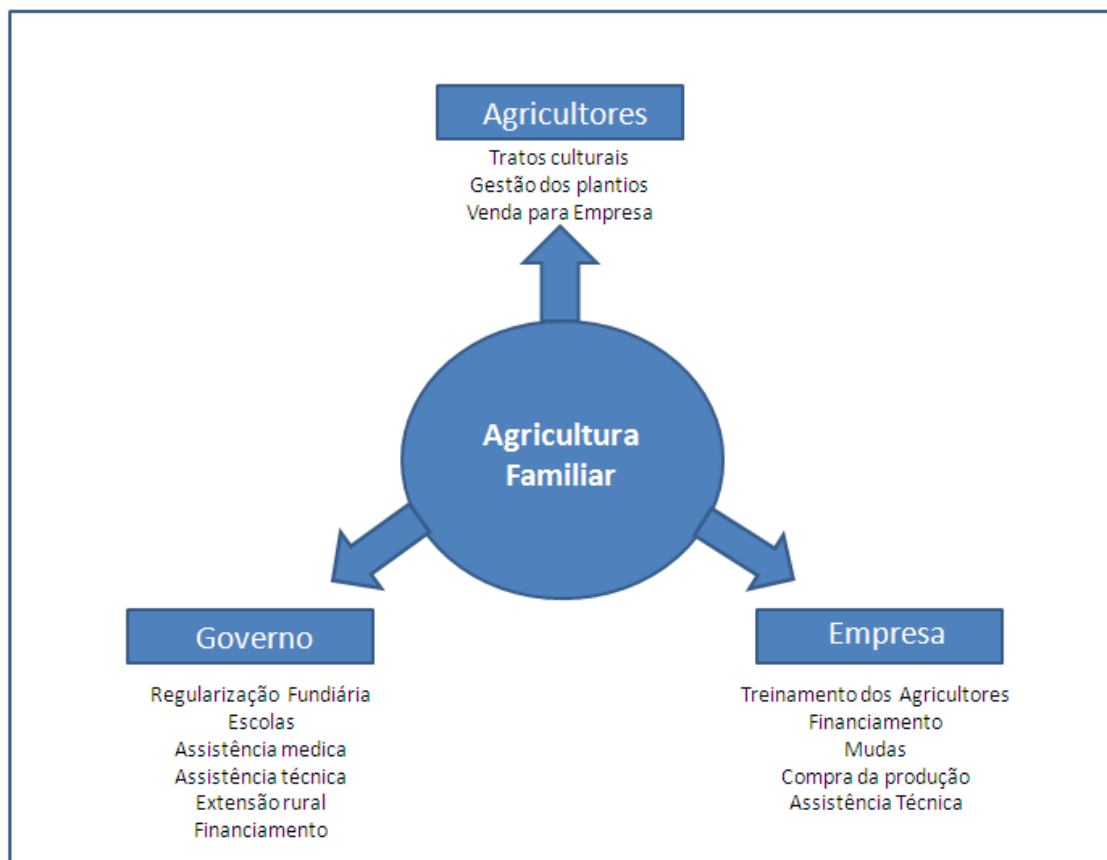 Agricultores
Tratos culturais
Gestão dos plantios
Venda para Empresa
Agricultura
Familiar
Governo
Regularização Fundiária
Escolas
Assistência medica
Assistência técnica
Extensão rural
Financiamento
Empresa
Treinamento dos Agricultores
Financiamento
Mudas
Compra da produção
Assistência Técnica